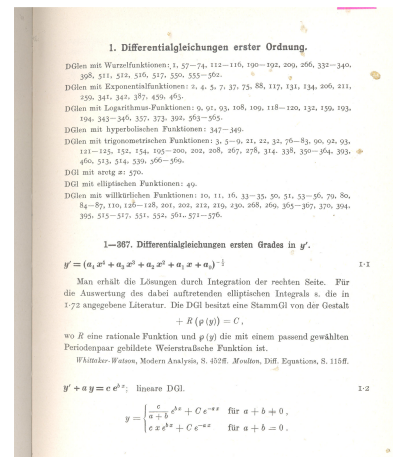 1. Differentialgleichungen erster Ordnung.
DGlen mit Wurzelfunktionen: 1, 57—74, 112—116, 190—192, 209, 266, 332—340,
398, 511, 512, 516, 517, 550, 555—562.
DGlen mit Exponentialfunktionen: 2, 4, 5, 7, 37, 75, 88, 117, 131, 134, 206, 211,
259, 341, 342, 387, 459, 465.
DGlen mit Logarithmus-Funktionen: 9, 91, 93, 108, 109, 118—120, 132, 159, 193,
194, 343—346, 357, 373, 392, 563—565.
DGlen mit hyperbolischen Funktionen: 347—349.
DGlen mit trigonometrischen Funktionen: 3, 5—9, 21, 22, 32, 76—83, 90, 92, 93,
121—125, 152, 154, 195—200, 202, 208, 267, 278, 314, 338, 350—364, 393,
460, 513, 514, 539, 566—569.
DGl mit arctg x: 570.
DGl mit elliptischen Funktionen: 49.
DGlen mit willkürlichen Funktionen: 10, 11, 16, 33—35, 50, 51, 53—56, 79, 80,
84—87, 110, 126—128, 201, 202, 212, 219, 230, 268, 269, 365—367, 370, 394,
395, 515—517, 551, 552, 561, 571—576.
1—367. Differentialgleichungen ersten Grades in y′.
y′ = (a₁ x⁴ + a₂ x³ + a₃ x² + a₄ x + a₅)^{-½} 1·1
Man erhält die Lösungen durch Integration der rechten Seite. Für
die Auswertung des dabei auftretenden elliptischen Integrals s. die in
1·72 angegebene Literatur. Die DGl besitzt eine StammGl von der Gestalt
+ R (φ (y)) = C ,
wo R eine rationale Funktion und φ (y) die mit einem passend gewählten
Periodenpaar gebildete Weierstraßsche Funktion ist.
Whittaker-Watson, Modern Analysis, S. 452ff. Moulton, Diff. Equations, S. 115ff.
y′ + a y = c e^{bx}; lineare DGl. 1·2
y = { c/(a+b) e^{bx} + C e^{-ax} für a + b ≠ 0 ,
c x e^{bx} + C e^{-ax} für a + b = 0 .